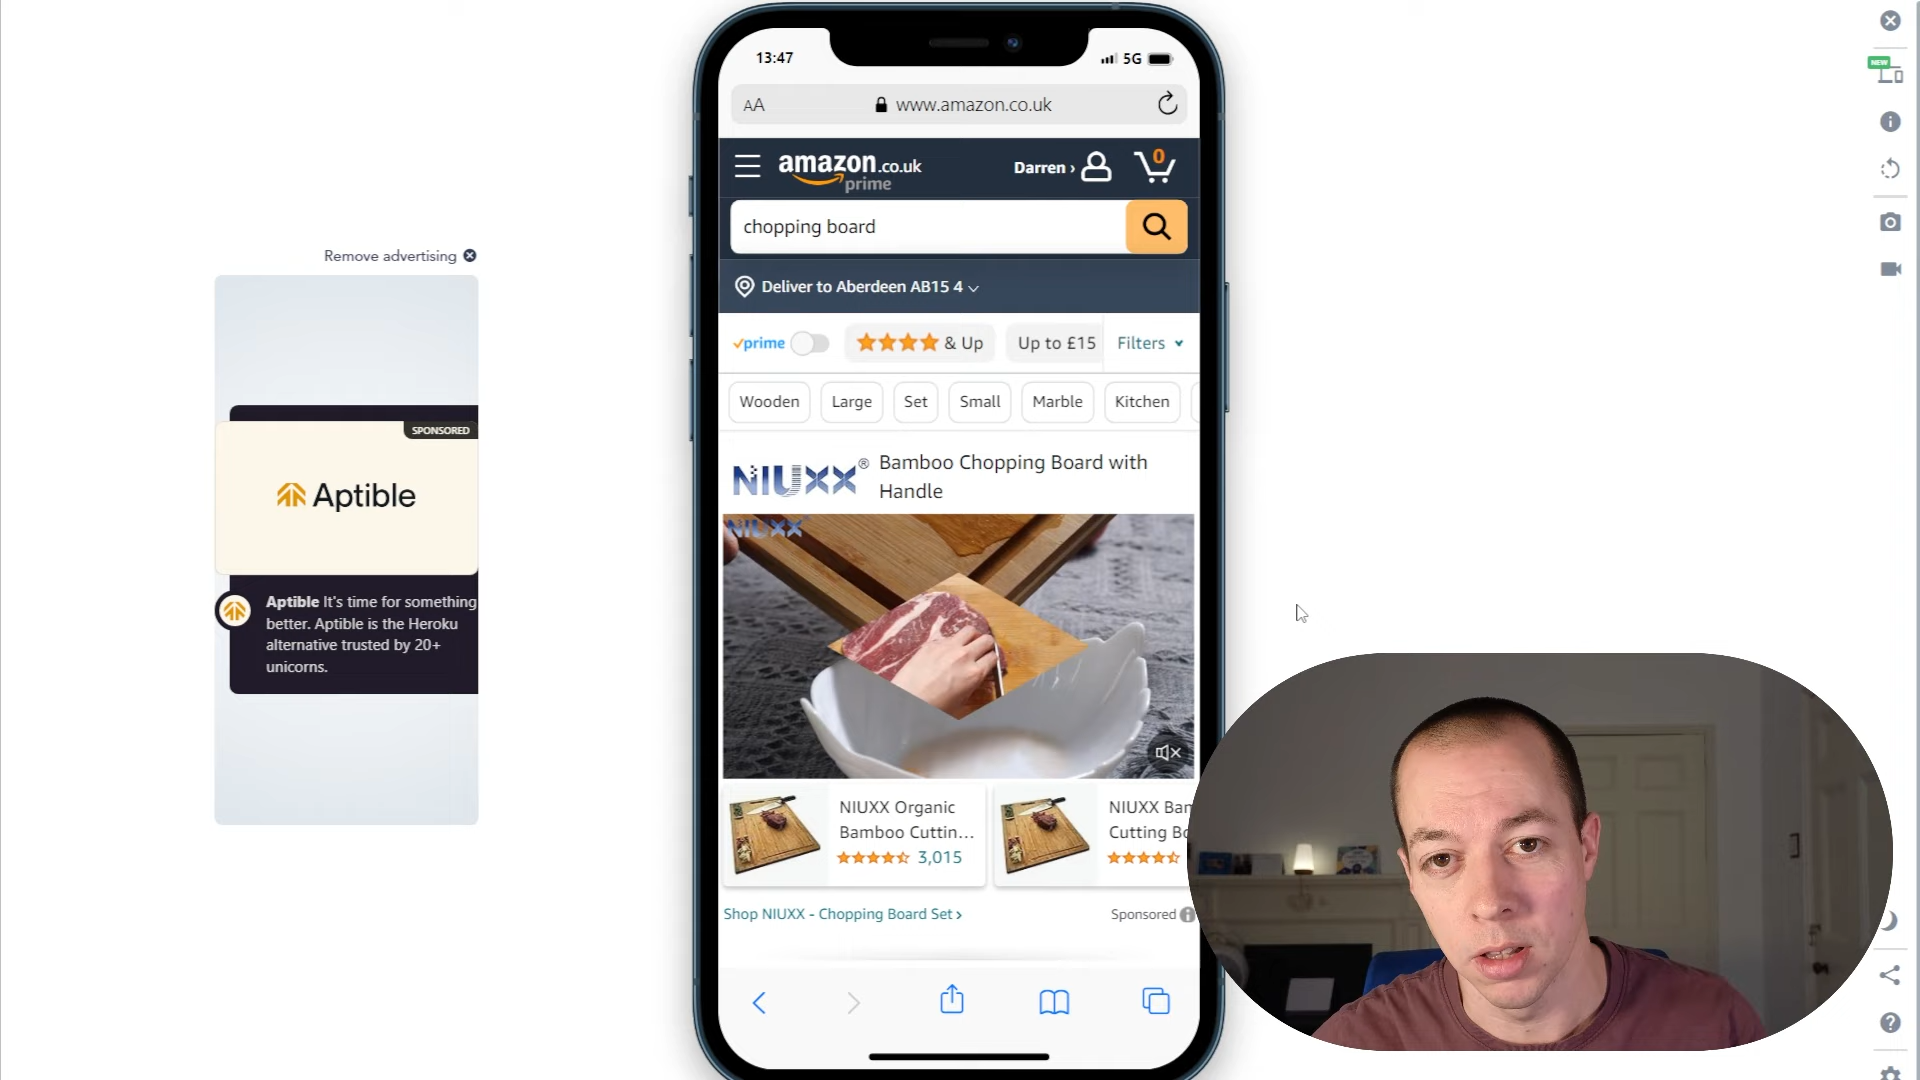 13:47
5G
AA
www.amazon.co.uk
NEW
amazon.co.uk
prime
Darren ›
0
chopping board
Deliver to Aberdeen AB15 4
prime
& Up
Up to £15
Filters
Wooden
Large
Set
Small
Marble
Kitchen
NIUXX®
Bamboo Chopping Board with
Handle
NIUXX
NIUXX Organic
Bamboo Cuttin...
3,015
NIUXX Bam
Cutting Bo
Shop NIUXX - Chopping Board Set ›
Sponsored
Remove advertising
SPONSORED
Aptible
Aptible It's time for something
better. Aptible is the Heroku
alternative trusted by 20+
unicorns.